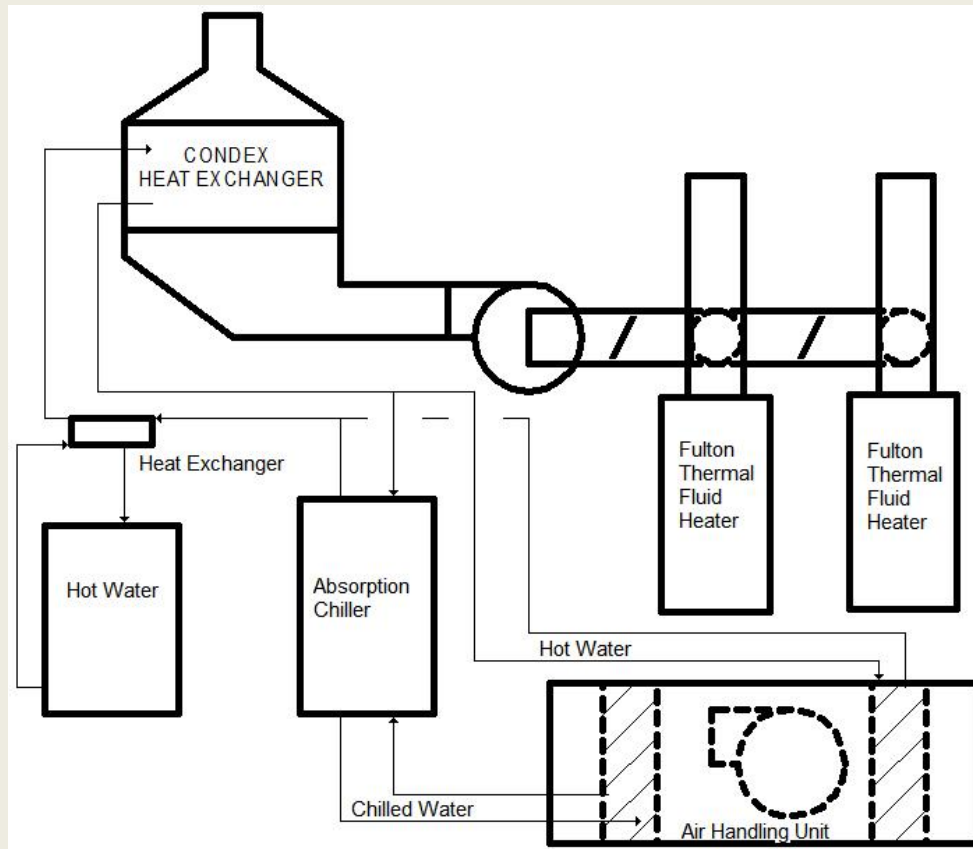 CONDEX
HEAT EXCHANGER
Fulton
Thermal
Fluid
Heater
Fulton
Thermal
Fluid
Heater
Heat Exchanger
Hot Water
Absorption
Chiller
Hot Water
Chilled Water
Air Handling Unit